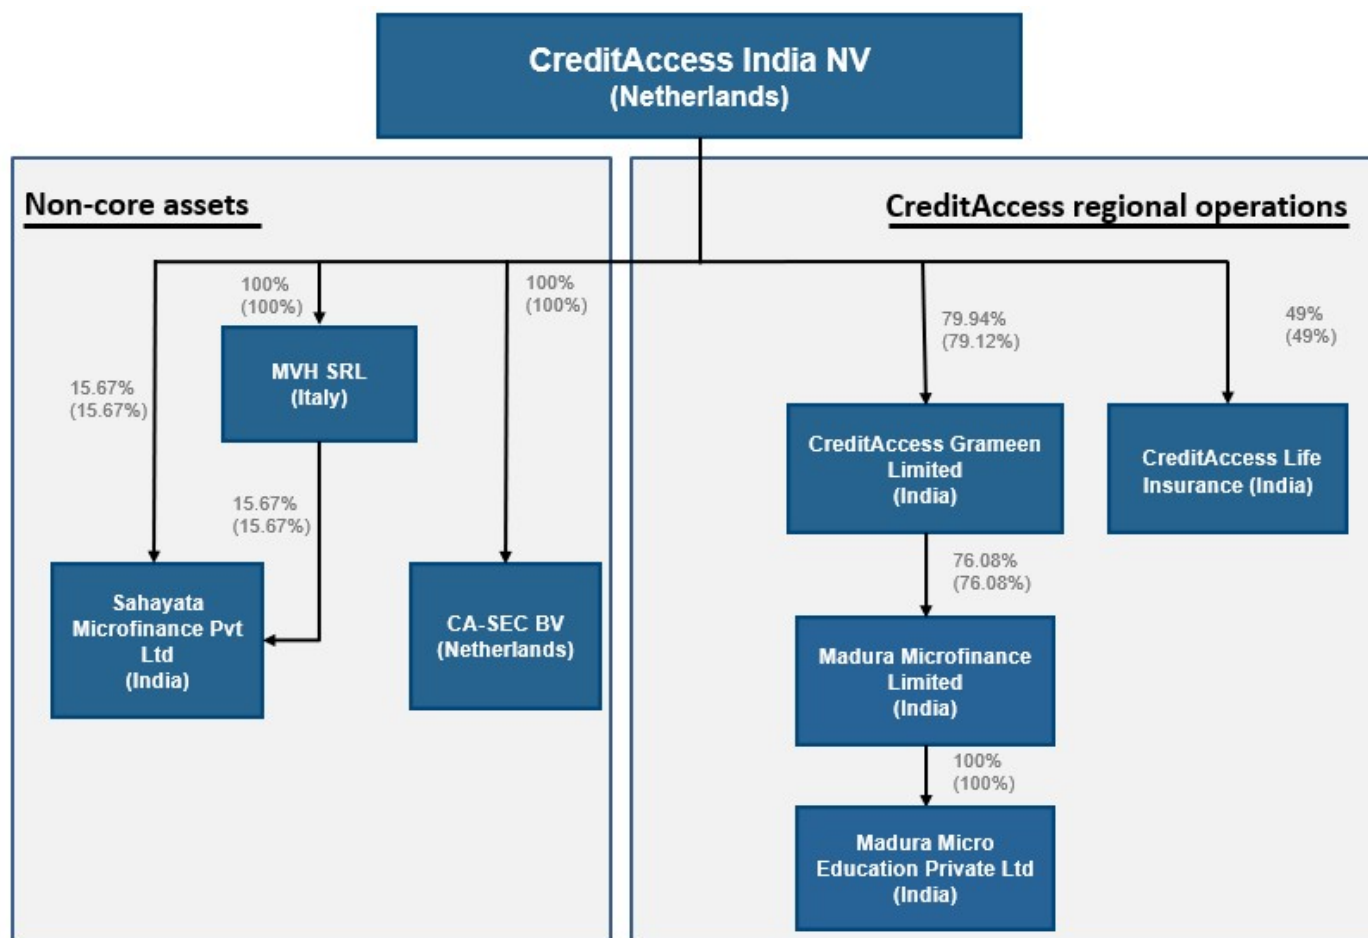 CreditAccess India NV
(Netherlands)
Non-core assets
CreditAccess regional operations
100%
(100%)
100%
(100%)
79.94%
(79.12%)
49%
(49%)
15.67%
(15.67%)
MVH SRL
(Italy)
CreditAccess Grameen
Limited
(India)
CreditAccess Life
Insurance (India)
15.67%
(15.67%)
76.08%
(76.08%)
Sahayata
Microfinance Pvt
Ltd
(India)
CA-SEC BV
(Netherlands)
Madura Microfinance
Limited
(India)
100%
(100%)
Madura Micro
Education Private Ltd
(India)